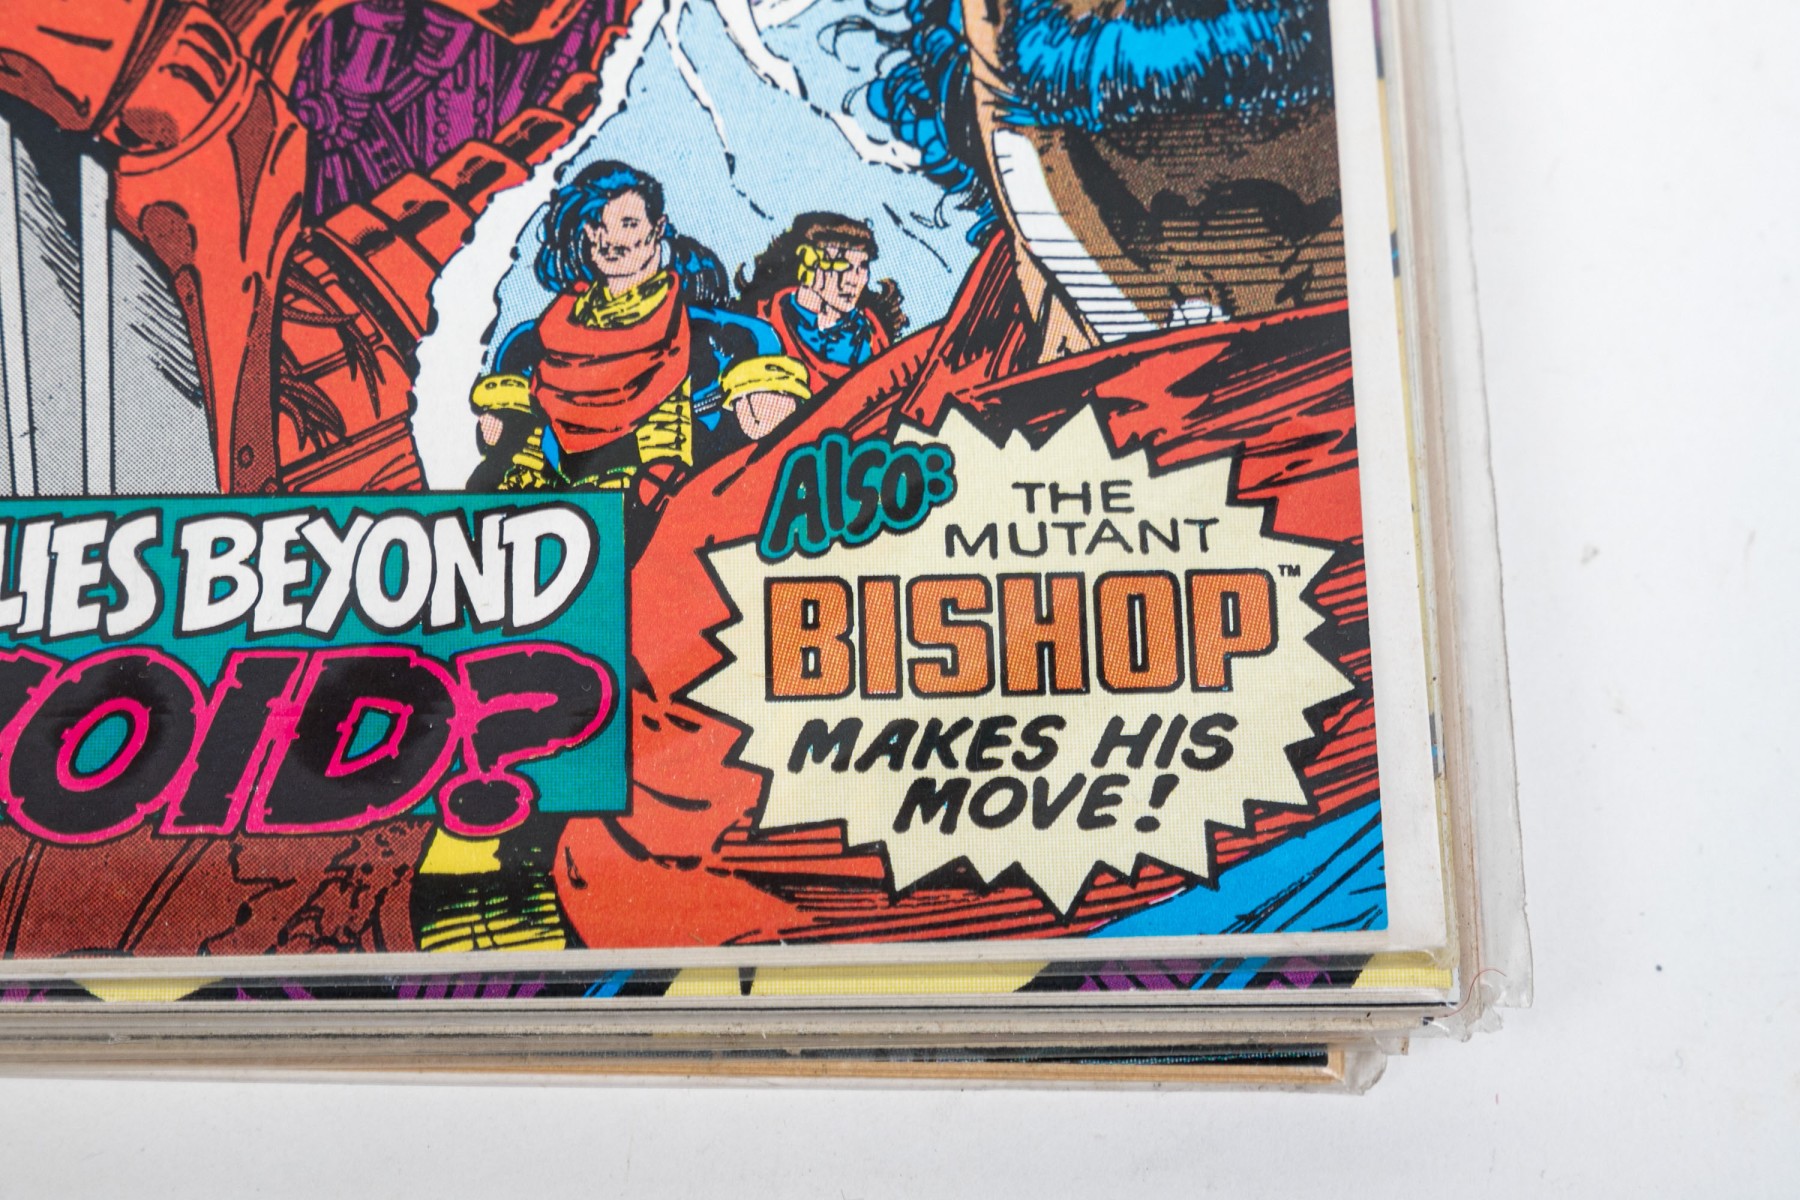 LIES BEYOND
OID?
ALSO:
THE
MUTANT
BISHOP™
MAKES HIS
MOVE!